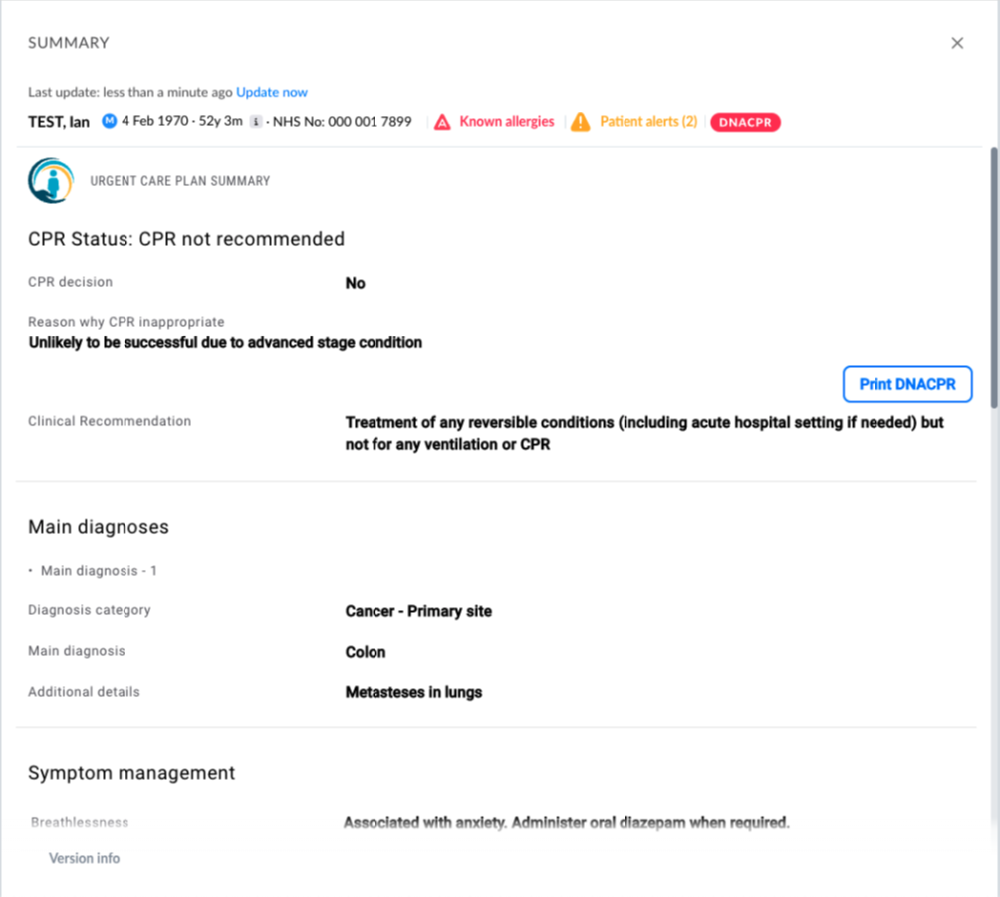 SUMMARY
Last update: less than a minute ago Update now
TEST, Ian M 4 Feb 1970 - 52y 3m i - NHS No: 000 001 7899 A Known allergies ! Patient alerts (2) DNACPR
URGENT CARE PLAN SUMMARY
CPR Status: CPR not recommended
CPR decision No
Reason why CPR inappropriate
Unlikely to be successful due to advanced stage condition
Print DNACPR
Clinical Recommendation Treatment of any reversible conditions (including acute hospital setting if needed) but
not for any ventilation or CPR
Main diagnoses
• Main diagnosis - 1
Diagnosis category Cancer - Primary site
Main diagnosis Colon
Additional details Metasteses in lungs
Symptom management
Breathlessness Associated with anxiety. Administer oral diazepam when required.
Version info